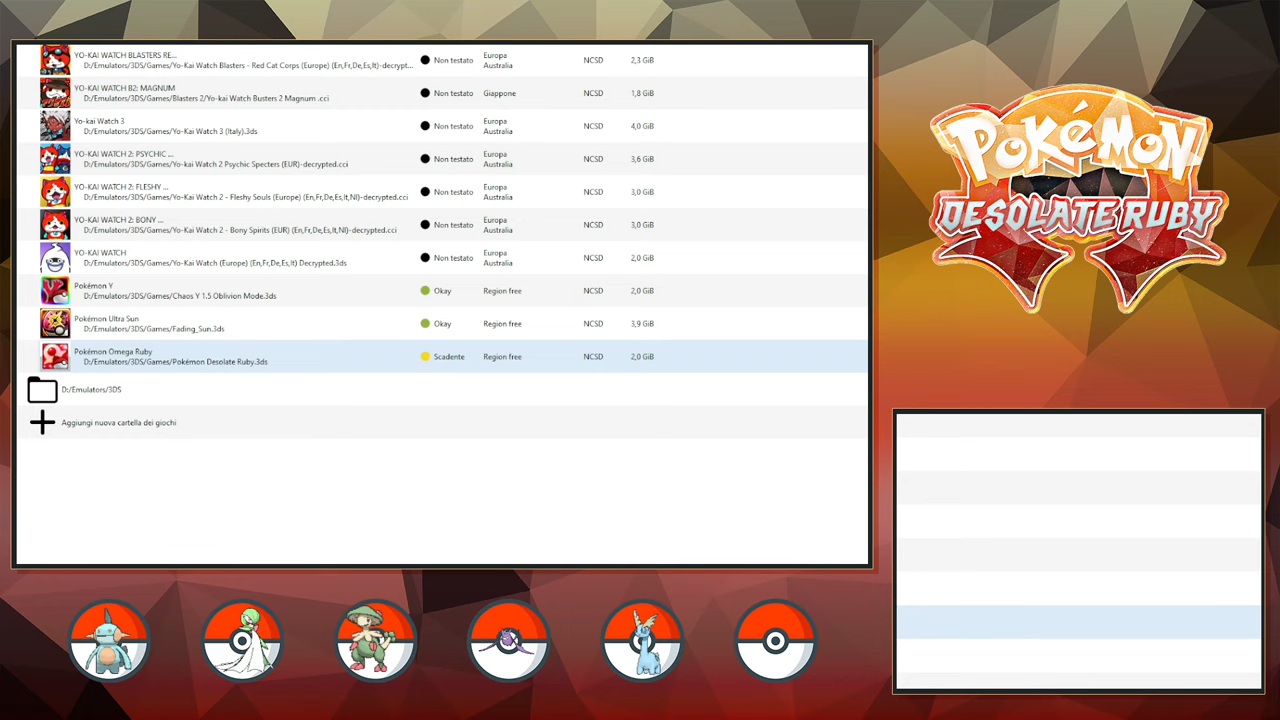 YO-KAI WATCH BLASTERS RE...
D:/Emulators/3DS/Games/Yo-Kai Watch Blasters - Red Cat Corps (Europe) (En,Fr,De,Es,It)-decrypt...
Non testato
Europa
Australia
NCSD
2,3 GiB
YO-KAI WATCH B2: MAGNUM
D:/Emulators/3DS/Games/Blasters 2/Yo-kai Watch Busters 2 Magnum .cci
Non testato
Giappone
NCSD
1,8 GiB
Yo-kai Watch 3
D:/Emulators/3DS/Games/Yo-Kai Watch 3 (Italy).3ds
Non testato
Europa
Australia
NCSD
4,0 GiB
YO-KAI WATCH 2: PSYCHIC ...
D:/Emulators/3DS/Games/Yo-kai Watch 2 Psychic Specters (EUR)-decrypted.cci
Non testato
Europa
Australia
NCSD
3,6 GiB
YO-KAI WATCH 2: FLESHY ...
D:/Emulators/3DS/Games/Yo-kai Watch 2 - Fleshy Souls (Europe) (En,Fr,De,Es,It,Nl)-decrypted.cci
Non testato
Europa
Australia
NCSD
3,0 GiB
YO-KAI WATCH 2: BONY ...
D:/Emulators/3DS/Games/Yo-Kai Watch 2 - Bony Spirits (EUR) (En,Fr,De,Es,It,Nl)-decrypted.cci
Non testato
Europa
Australia
NCSD
3,0 GiB
YO-KAI WATCH
D:/Emulators/3DS/Games/Yo-Kai Watch (Europe) (En,Fr,De,Es,It) Decrypted.3ds
Non testato
Europa
Australia
NCSD
2,0 GiB
Pokémon Y
D:/Emulators/3DS/Games/Chaos Y 1.5 Oblivion Mode.3ds
Okay
Region free
NCSD
2,0 GiB
Pokémon Ultra Sun
D:/Emulators/3DS/Games/Fading_Sun.3ds
Okay
Region free
NCSD
3,9 GiB
Pokémon Omega Ruby
D:/Emulators/3DS/Games/Pokémon Desolate Ruby.3ds
Scadente
Region free
NCSD
2,0 GiB
D:/Emulators/3DS
Aggiungi nuova cartella dei giochi
POKéMON
DESOLATE RUBY